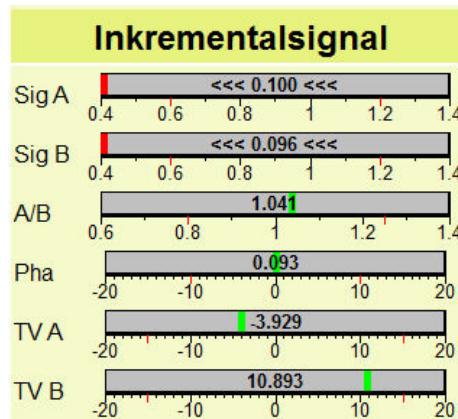 Inkrementalsignal
Sig A
<<< 0.100 <<<
0.4 0.6 0.8 1 1.2 1.4
Sig B
<<< 0.096 <<<
0.4 0.6 0.8 1 1.2 1.4
A/B
1.041
0.6 0.8 1 1.2 1.4
Pha
0.093
-20 -10 0 10 20
TV A
-3.929
-20 -10 0 10 20
TV B
10.893
-20 -10 0 10 20